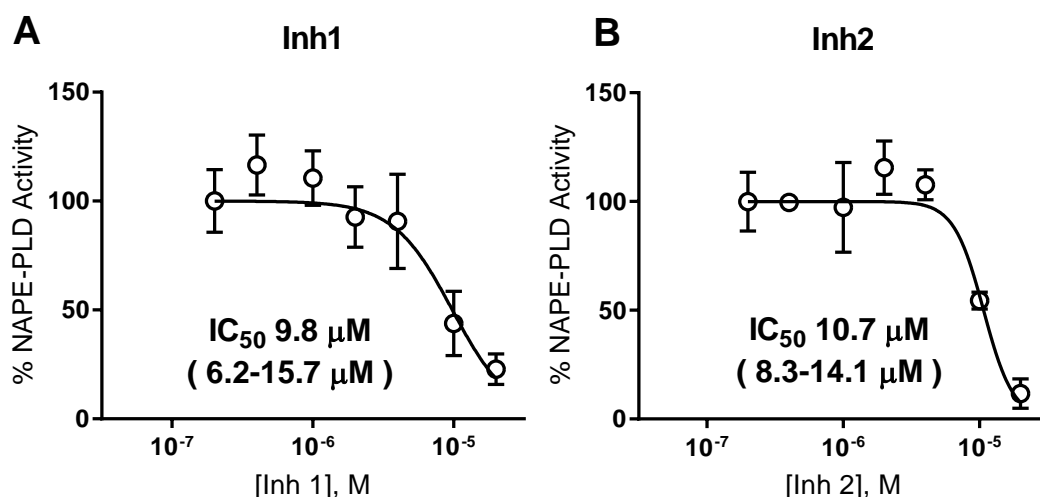 A
Inh1
% NAPE-PLD Activity
150
100
50
0
IC50 9.8 μM
( 6.2-15.7 μM )
10-7
10-6
10-5
[Inh 1], M
B
Inh2
% NAPE-PLD Activity
150
100
50
0
IC50 10.7 μM
( 8.3-14.1 μM )
10-7
10-6
10-5
[Inh 2], M